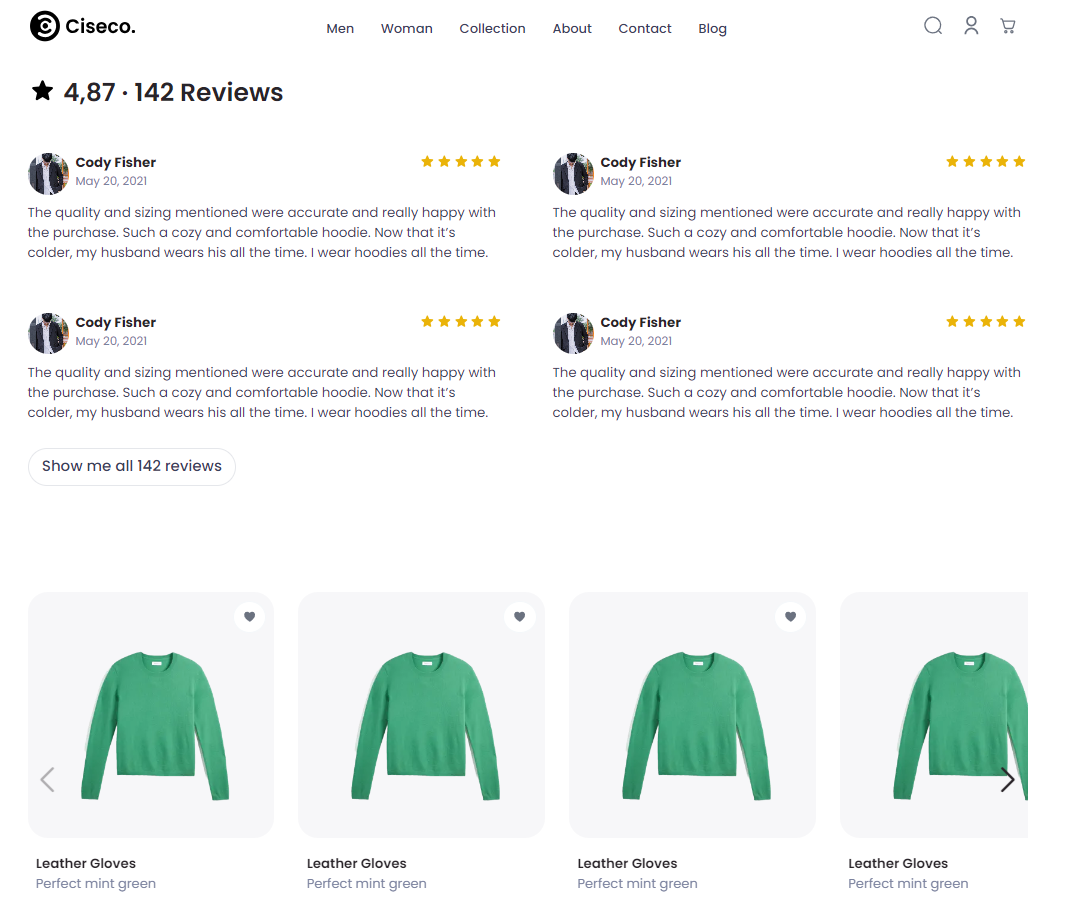 Ciseco.
Men Woman Collection About Contact Blog
4,87 · 142 Reviews
Cody Fisher
May 20, 2021
The quality and sizing mentioned were accurate and really happy with
the purchase. Such a cozy and comfortable hoodie. Now that it’s
colder, my husband wears his all the time. I wear hoodies all the time.
Cody Fisher
May 20, 2021
The quality and sizing mentioned were accurate and really happy with
the purchase. Such a cozy and comfortable hoodie. Now that it’s
colder, my husband wears his all the time. I wear hoodies all the time.
Cody Fisher
May 20, 2021
The quality and sizing mentioned were accurate and really happy with
the purchase. Such a cozy and comfortable hoodie. Now that it’s
colder, my husband wears his all the time. I wear hoodies all the time.
Cody Fisher
May 20, 2021
The quality and sizing mentioned were accurate and really happy with
the purchase. Such a cozy and comfortable hoodie. Now that it’s
colder, my husband wears his all the time. I wear hoodies all the time.
Show me all 142 reviews
Leather Gloves
Perfect mint green
Leather Gloves
Perfect mint green
Leather Gloves
Perfect mint green
Leather Gloves
Perfect mint green